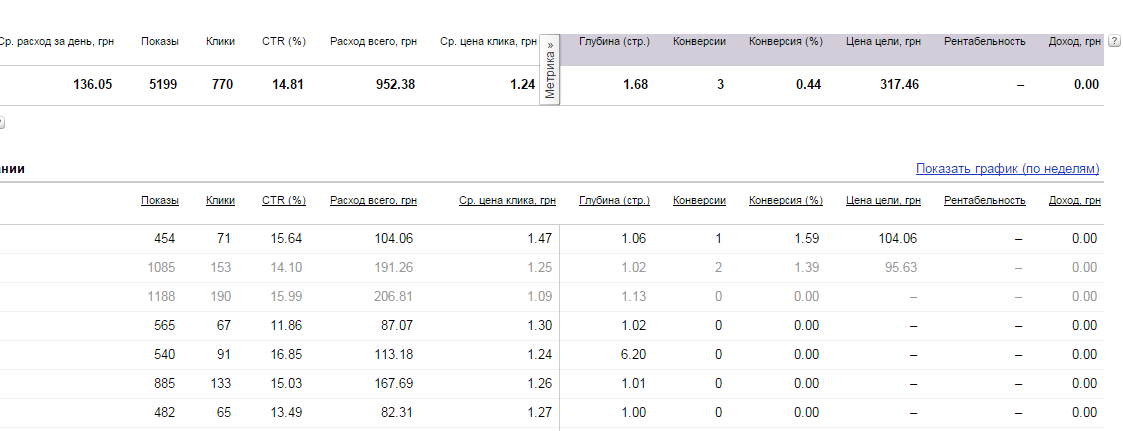 Ср. расход за день, грн Показы Клики CTR (%) Расход всего, грн Ср. цена клика, грн Метрика » Глубина (стр.) Конверсии Конверсия (%) Цена цели, грн Рентабельность Доход, грн ?
136.05 5199 770 14.81 952.38 1.24 1.68 3 0.44 317.46 – 0.00
ании Показать график (по неделям)
Показы Клики CTR (%) Расход всего, грн Ср. цена клика, грн Глубина (стр.) Конверсии Конверсия (%) Цена цели, грн Рентабельность Доход, грн
454 71 15.64 104.06 1.47 1.06 1 1.59 104.06 – 0.00
1085 153 14.10 191.26 1.25 1.02 2 1.39 95.63 – 0.00
1188 190 15.99 206.81 1.09 1.13 0 0.00 – – 0.00
565 67 11.86 87.07 1.30 1.02 0 0.00 – – 0.00
540 91 16.85 113.18 1.24 6.20 0 0.00 – – 0.00
885 133 15.03 167.69 1.26 1.01 0 0.00 – – 0.00
482 65 13.49 82.31 1.27 1.00 0 0.00 – – 0.00